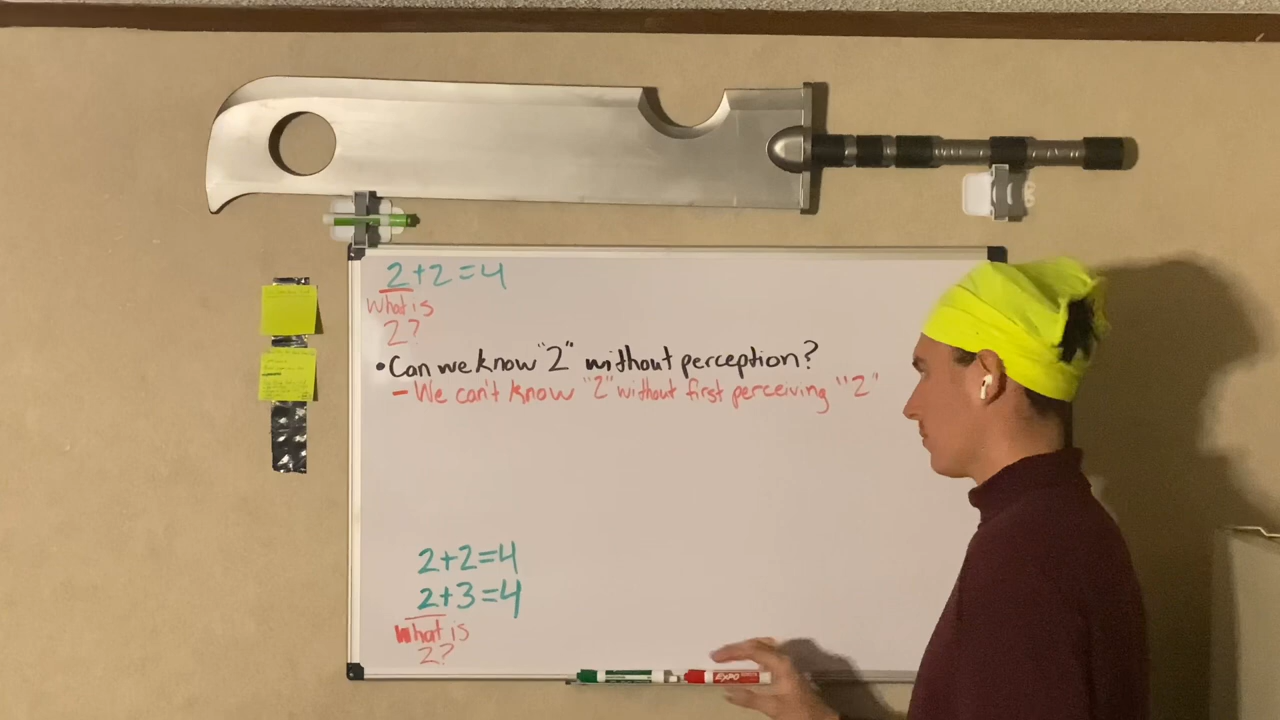 2+2=4
What is
2?
•Can we know "2" without perception?
- We can't know "2" without first perceiving "2"
2+2=4
2+3=4
What is
2?
EXPO